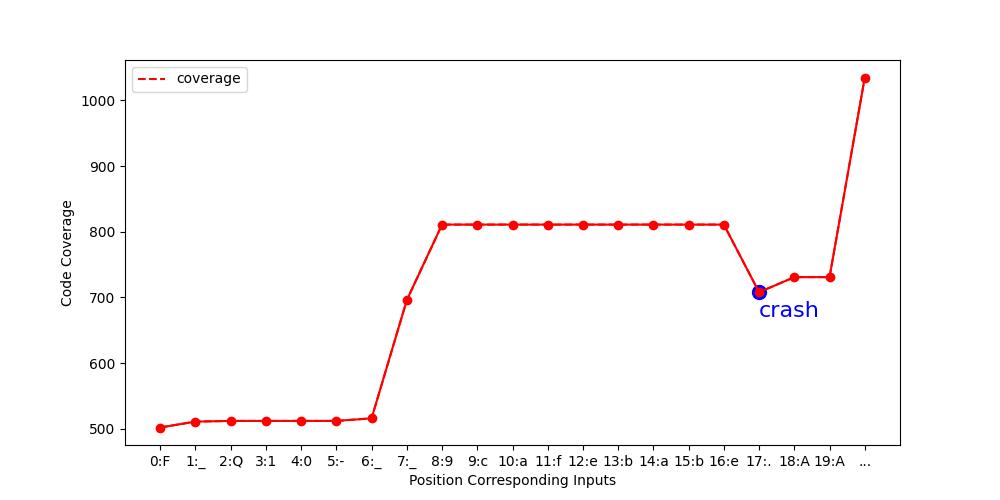 coverage
1000
900
800
700
600
500
Code Coverage
crash
0:F 1:_ 2:Q 3:1 4:0 5:- 6:_ 7:_ 8:9 9:c 10:a 11:f 12:e 13:b 14:a 15:b 16:e 17:. 18:A 19:A ...
Position Corresponding Inputs